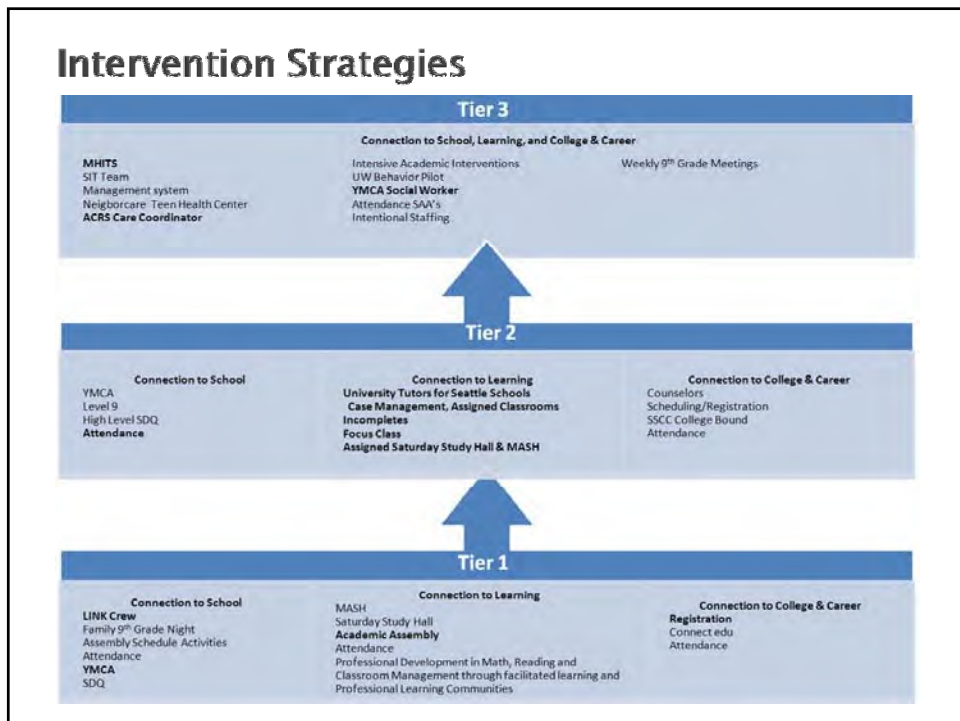 Intervention Strategies
Tier 3
Connection to School, Learning, and College & Career
MHITS
SIT Team
Management system
Neigborcare Teen Health Center
ACRS Care Coordinator
Intensive Academic Interventions
UW Behavior Pilot
YMCA Social Worker
Attendance SAA's
Intentional Staffing
Weekly 9th Grade Meetings
Tier 2
Connection to School
YMCA
Level 9
High Level SDQ
Attendance
Connection to Learning
University Tutors for Seattle Schools
Case Management, Assigned Classrooms
Incompletes
Focus Class
Assigned Saturday Study Hall & MASH
Connection to College & Career
Counselors
Scheduling/Registration
SSCC College Bound
Attendance
Tier 1
Connection to School
LINK Crew
Family 9th Grade Night
Assembly Schedule Activities
Attendance
YMCA
SDQ
Connection to Learning
MASH
Saturday Study Hall
Academic Assembly
Attendance
Professional Development in Math, Reading and
Classroom Management through facilitated learning and
Professional Learning Communities
Connection to College & Career
Registration
Connect edu
Attendance